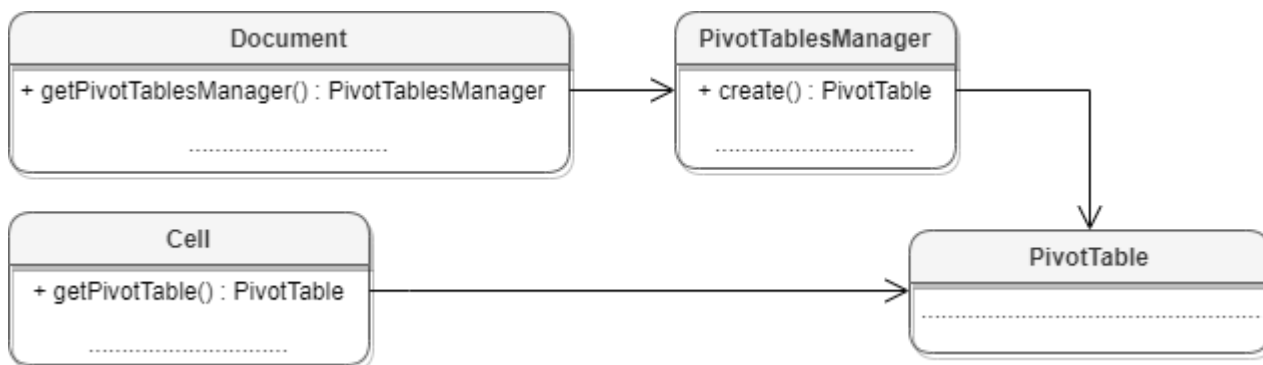 Document
+ getPivotTablesManager() : PivotTablesManager
PivotTablesManager
+ create() : PivotTable
Cell
+ getPivotTable() : PivotTable
PivotTable